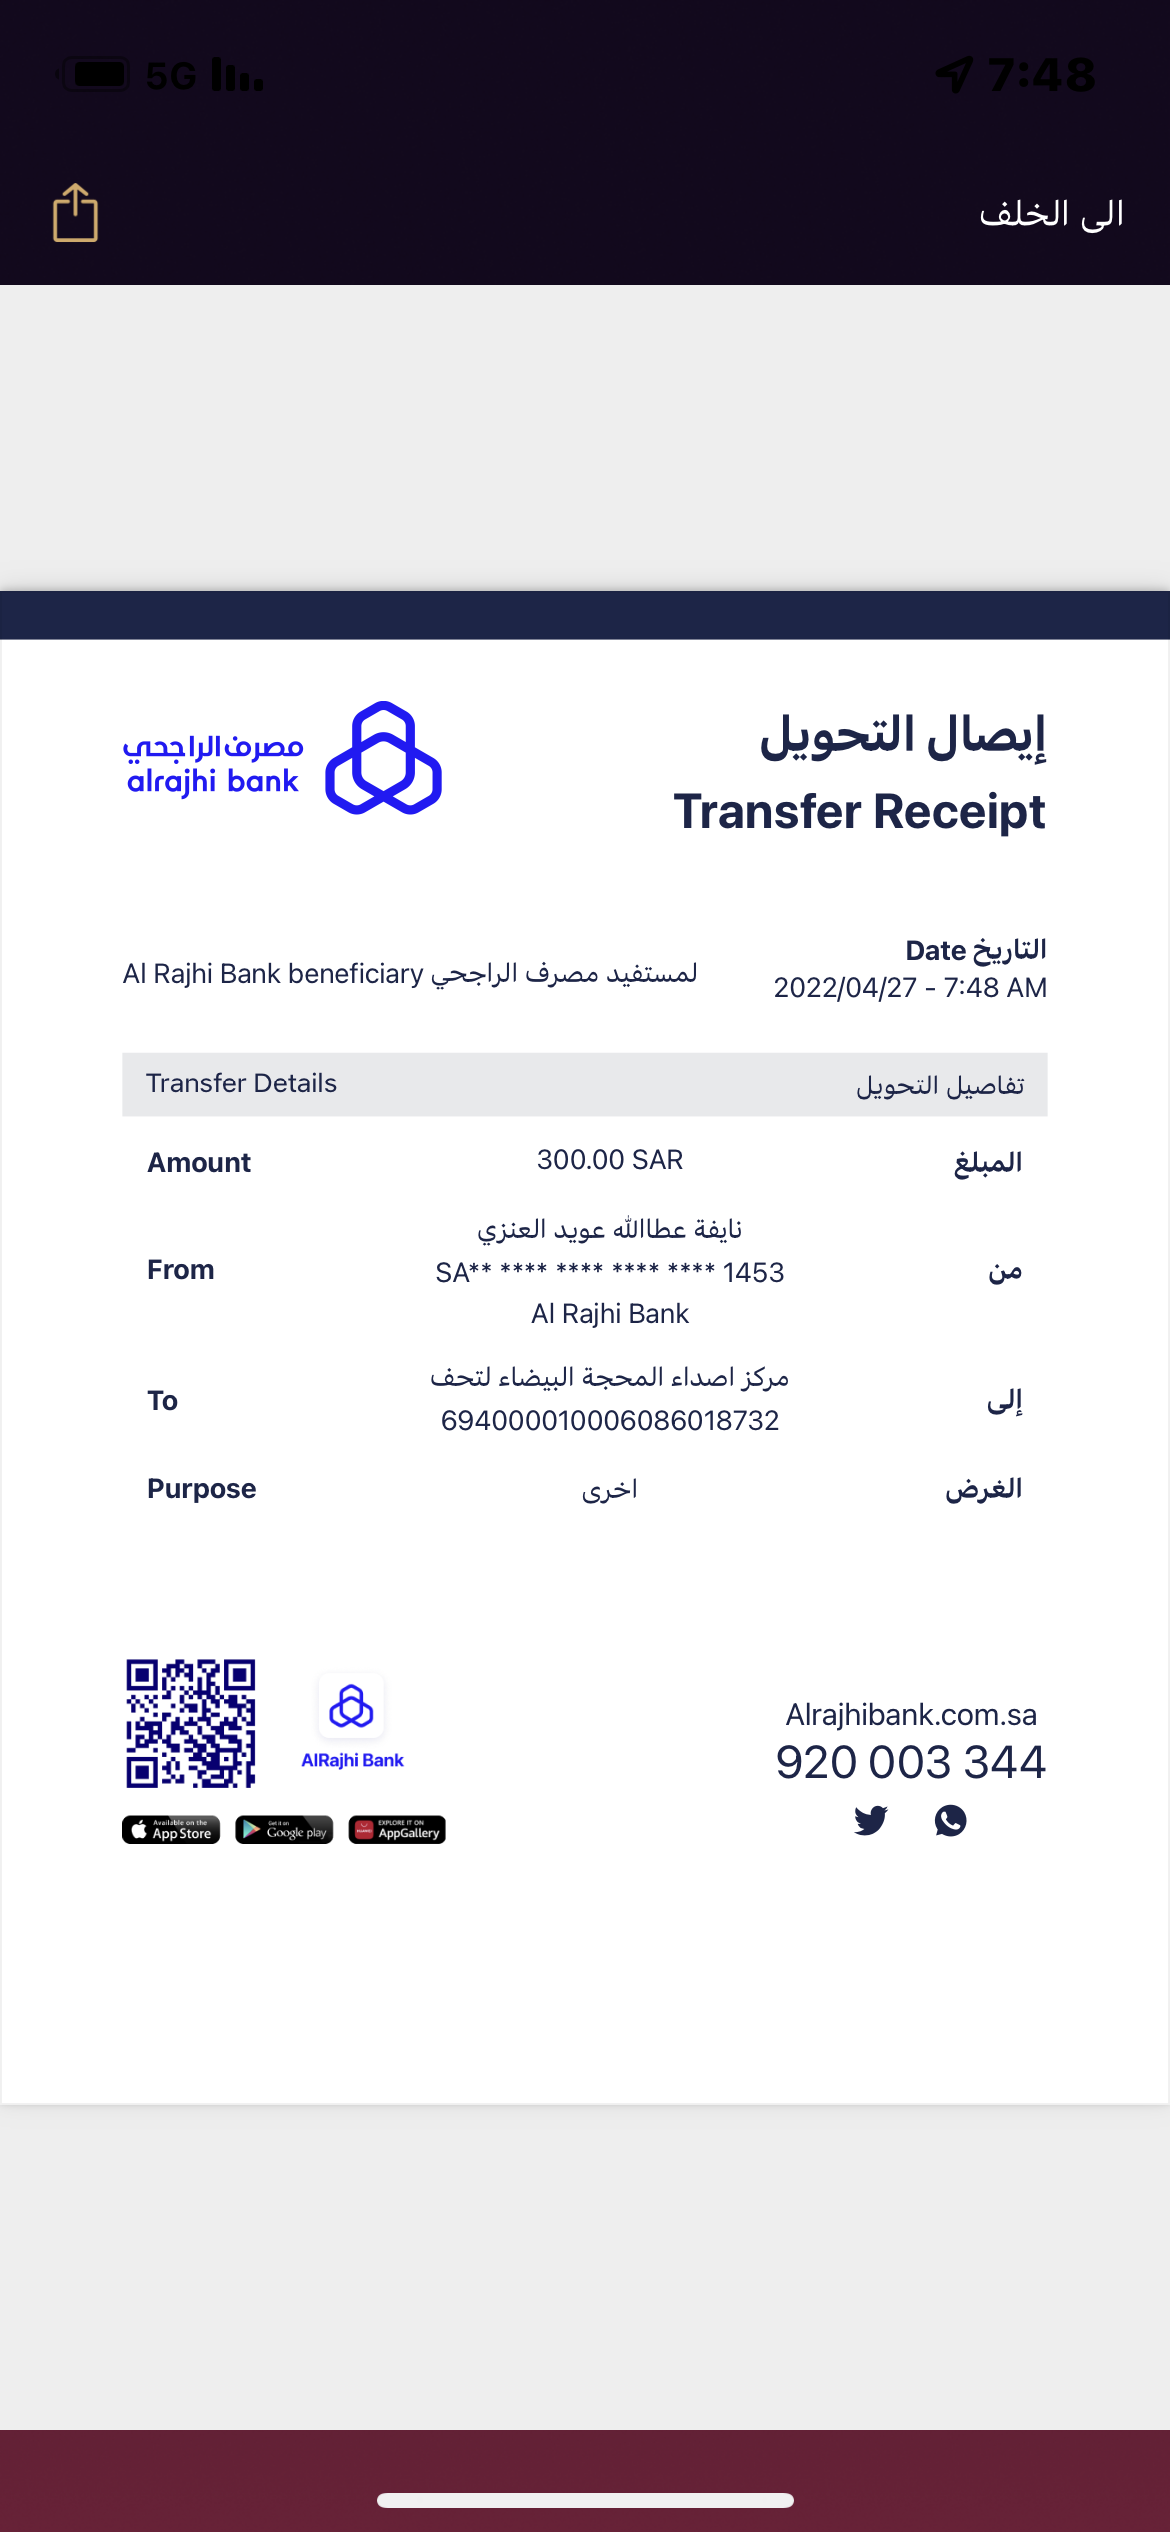 5G
7:48
الى الخلف
مصرف الراجحي
alrajhi bank
إيصال التحويل
Transfer Receipt
التاريخ Date
2022/04/27 - 7:48 AM
لمستفيد مصرف الراجحي Al Rajhi Bank beneficiary
Transfer Details تفاصيل التحويل
Amount 300.00 SAR المبلغ
نايفة عطاالله عويد العنزي
From SA** **** **** **** **** 1453 من
Al Rajhi Bank
مركز اصداء المحجة البيضاء لتحف
To إلى
694000010006086018732
Purpose اخرى الغرض
AlRajhi Bank
Available on the
App Store
Get it on
Google play
EXPLORE IT ON
AppGallery
HUAWEI
Alrajhibank.com.sa
920 003 344